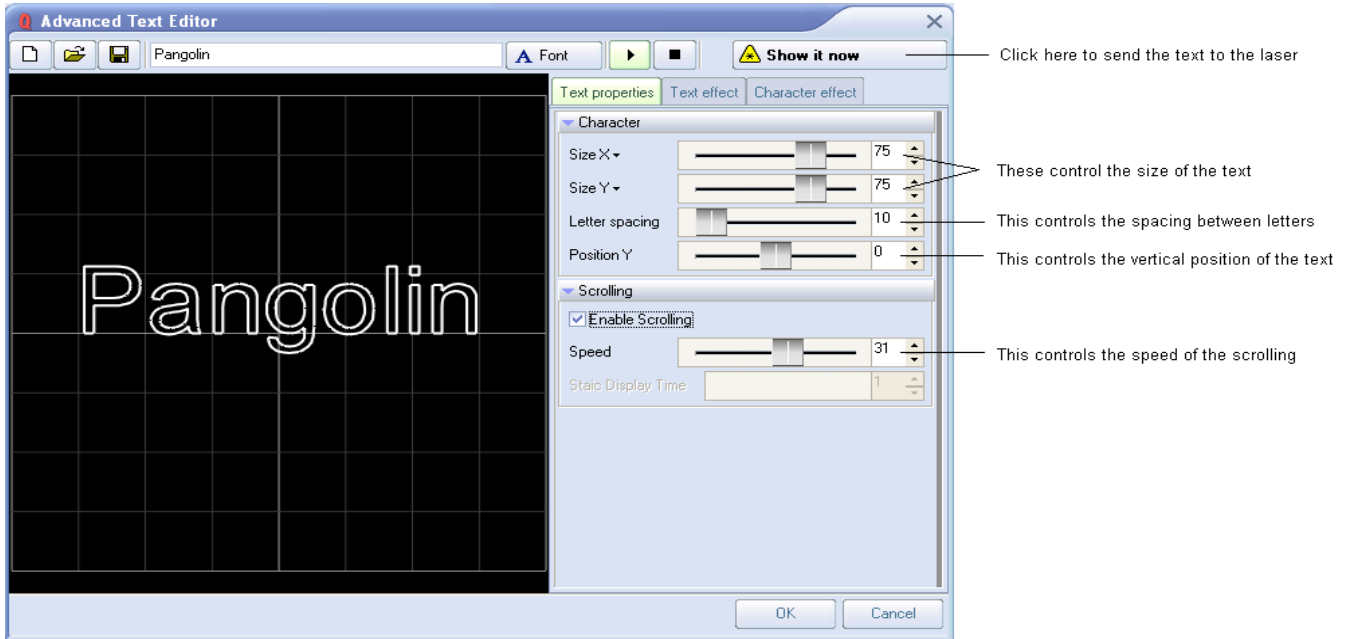 Advanced Text Editor
Pangolin
Font
Show it now
Click here to send the text to the laser
Text properties
Text effect
Character effect
Character
Size X
75
These control the size of the text
Size Y
75
Letter spacing
10
This controls the spacing between letters
Position Y
0
This controls the vertical position of the text
Pangolin
Scrolling
Enable Scrolling
Speed
31
This controls the speed of the scrolling
Staic Display Time
1
OK
Cancel